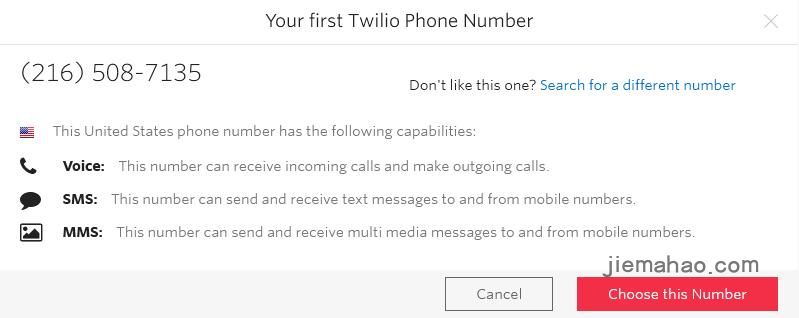 Your first Twilio Phone Number
(216) 508-7135
Don't like this one? Search for a different number
This United States phone number has the following capabilities:
Voice: This number can receive incoming calls and make outgoing calls.
SMS: This number can send and receive text messages to and from mobile numbers.
MMS: This number can send and receive multi media messages to and from mobile numbers.
jiemahao.com
Cancel
Choose this Number